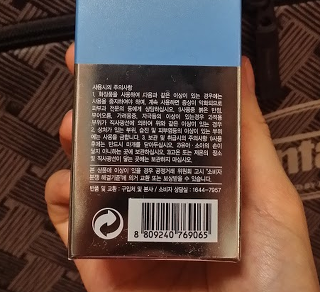 사용시의 주의사항
1. 화장품을 사용하여 다음과 같은 이상이 있는 경우에는
사용을 중지하여야 하며, 계속 사용하면 증상이 악화되므로
피부과 전문의 등에게 상담하십시오. 1)사용중 붉은 반점,
부어오름, 가려움증, 자극등의 이상이 있는경우 2)적용
부위가 직사광선에 의하여 위와 같은 이상이 있는 경우
2. 상처가 있는 부위, 습진 및 피부염등의 이상이 있는 부위
에는 사용을 금합니다. 3. 보관 및 취급시의 주의사항 1)사용
후에는 반드시 마개를 닫아두십시오. 2)유아·소아의 손이
닿지 아니하는 곳에 보관하십시오. 3)고온 또는 저온의 장소
및 직사광선이 닿는 곳에는 보관하지 마십시오.
본 상품에 이상이 있을 경우 공정거래 위원회 고시 "소비자
분쟁 해결기준"에 의거 교환 또는 보상받을 수 있습니다.
반품 및 교환 : 구입처 및 본사 / 소비자 상담실 : 1644-7957
8 809240 769065